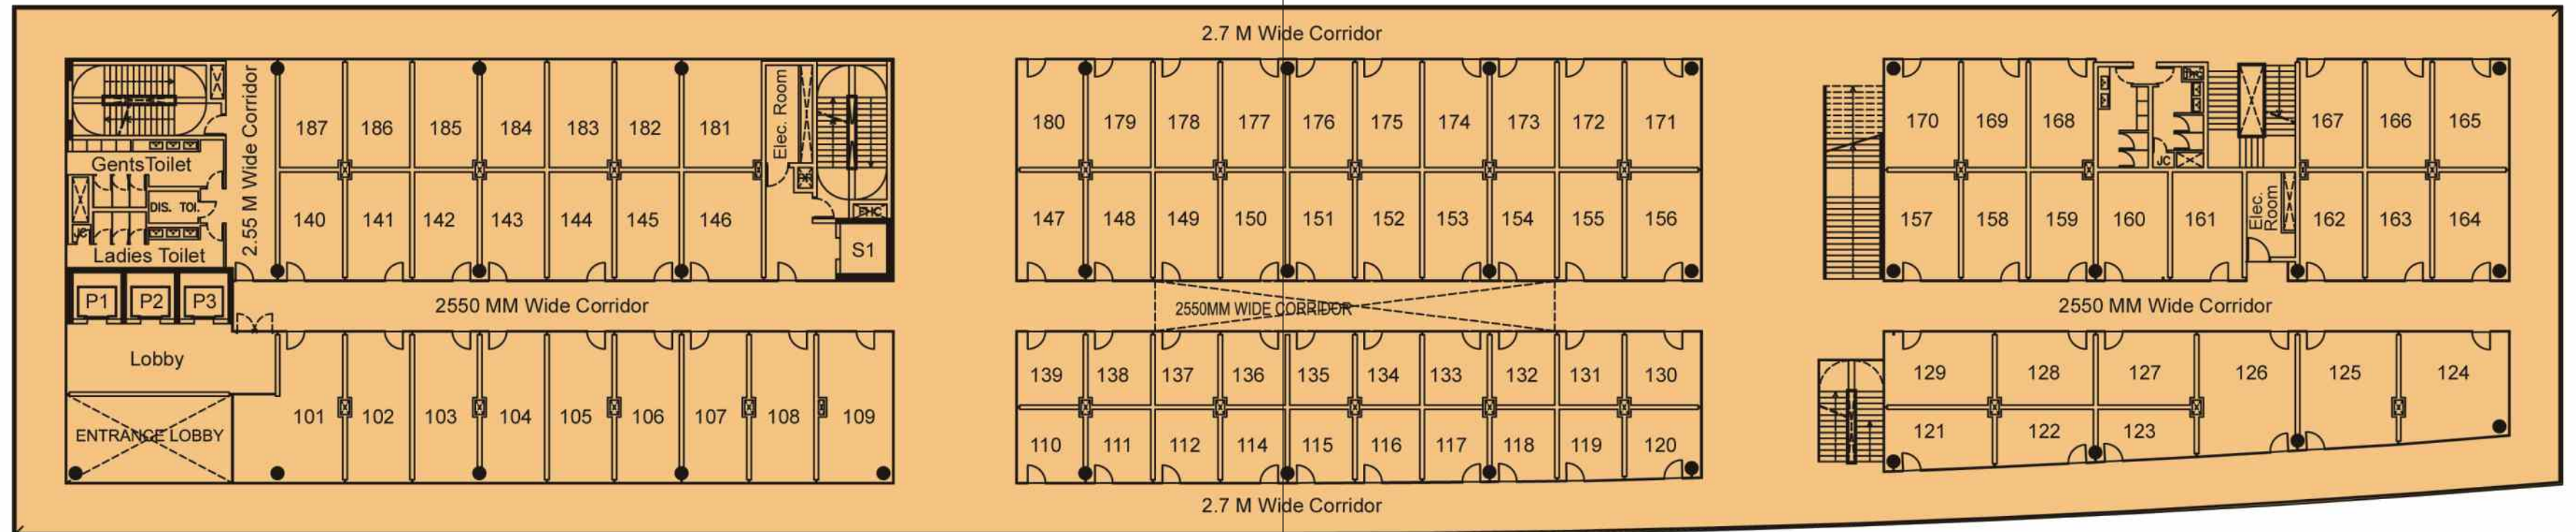 2.7 M Wide Corridor
2.55 M Wide Corridor
187 186 185 184 183 182 181
Elec. Room
180 179 178 177 176 175 174 173 172 171
170 169 168
167 166 165
Gents Toilet
JC
DIS. TOI.
140 141 142 143 144 145 146
147 148 149 150 151 152 153 154 155 156
157 158 159 160 161
Elec.
Room
162 163 164
JC
Ladies Toilet
S1
P1 P2 P3
2550 MM Wide Corridor
2550MM WIDE CORRIDOR
2550 MM Wide Corridor
Lobby
139 138 137 136 135 134 133 132 131 130
129 128 127 126 125 124
101 102 103 104 105 106 107 108 109
ENTRANCE LOBBY
110 111 112 114 115 116 117 118 119 120
121 122 123
2.7 M Wide Corridor